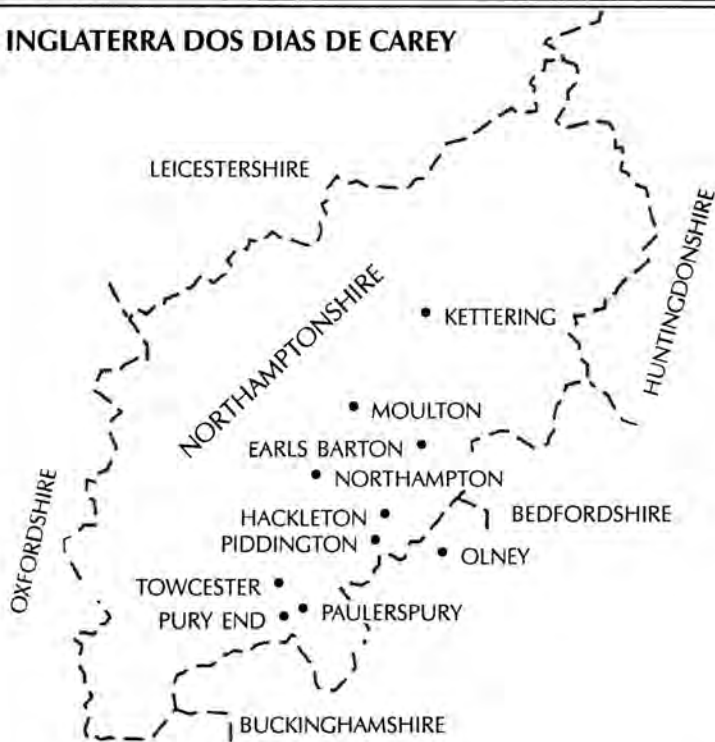 INGLATERRA DOS DIAS DE CAREY
LEICESTERSHIRE
NORTHAMPTONSHIRE
HUNTINGDONSHIRE
KETTERING
MOULTON
EARLS BARTON
NORTHAMPTON
HACKLETON
BEDFORDSHIRE
PIDDINGTON
OLNEY
OXFORDSHIRE
TOWCESTER
PAULERSPURY
PURY END
BUCKINGHAMSHIRE